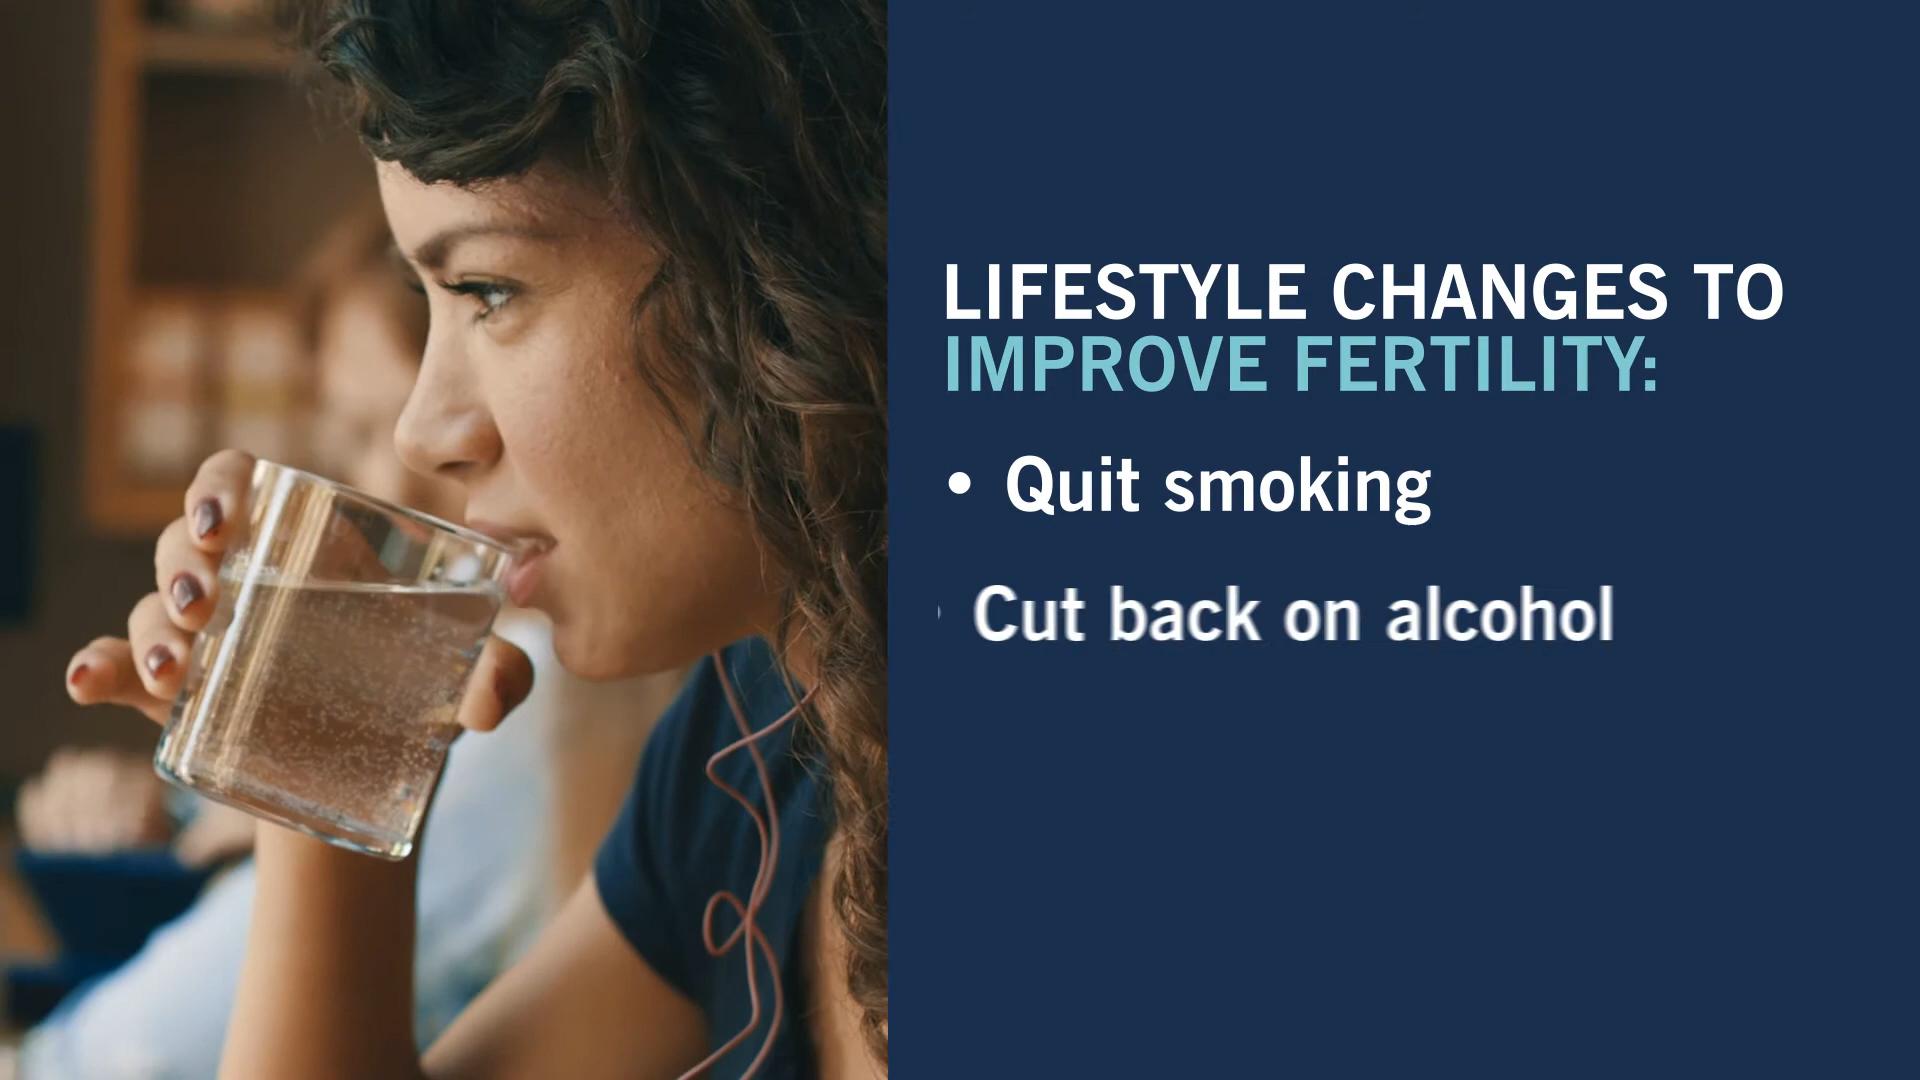 LIFESTYLE CHANGES TO
IMPROVE FERTILITY:
• Quit smoking
Cut back on alcohol